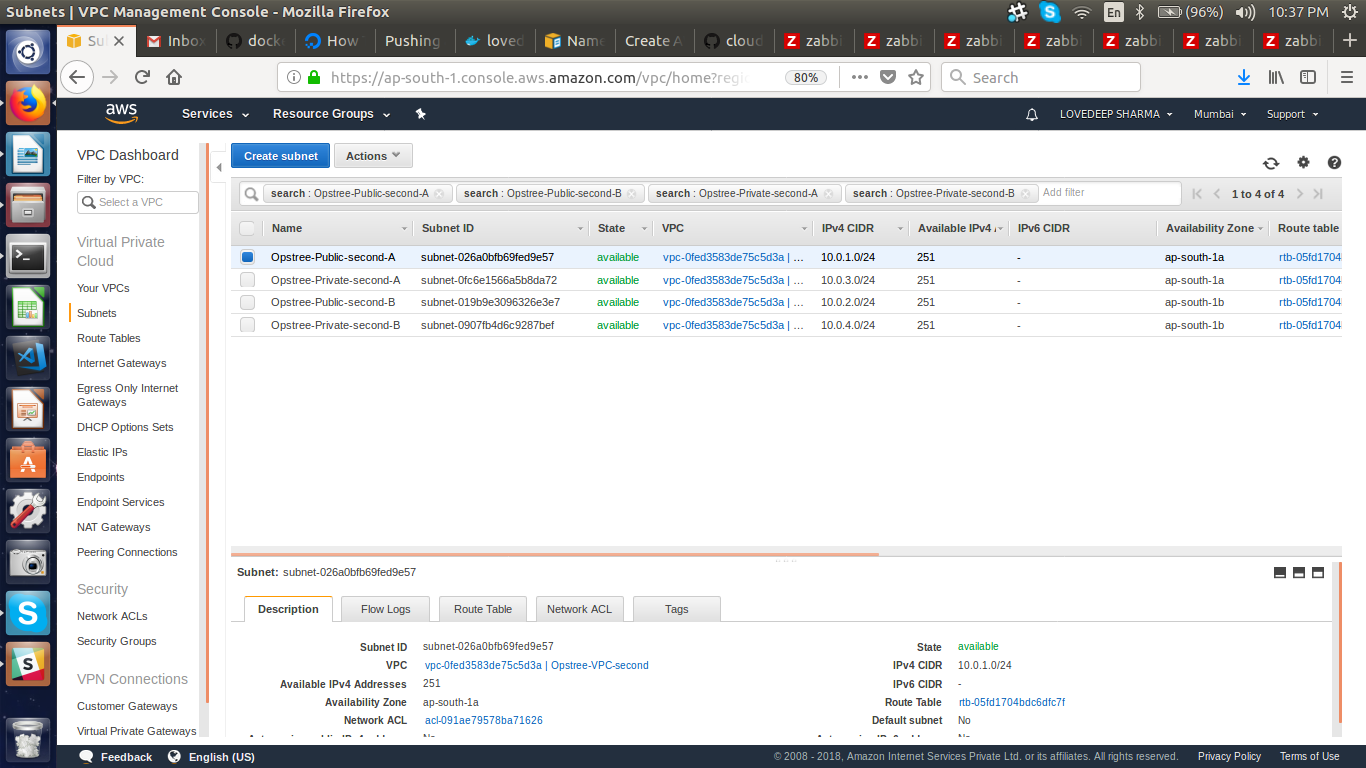 Subnets | VPC Management Console - Mozilla Firefox
En (96%) 10:37 PM
Su Inbox dock How Pushing loved Name Create A cloud zabbi zabbi zabbi zabbi zabbi zabbi zabbi
https://ap-south-1.console.aws.amazon.com/vpc/home?regi 80% Search
aws Services Resource Groups LOVEDEEP SHARMA Mumbai Support
VPC Dashboard
Filter by VPC:
Select a VPC
Virtual Private
Cloud
Your VPCs
Subnets
Route Tables
Internet Gateways
Egress Only Internet
Gateways
DHCP Options Sets
Elastic IPs
Endpoints
Endpoint Services
NAT Gateways
Peering Connections
Security
Network ACLs
Security Groups
VPN Connections
Customer Gateways
Virtual Private Gateways
Create subnet Actions
search : Opstree-Public-second-A search : Opstree-Public-second-B search : Opstree-Private-second-A search : Opstree-Private-second-B Add filter 1 to 4 of 4
Name Subnet ID State VPC IPv4 CIDR Available IPv4 IPv6 CIDR Availability Zone Route table
Opstree-Public-second-A subnet-026a0bfb69fed9e57 available vpc-0fed3583de75c5d3a | ... 10.0.1.0/24 251 - ap-south-1a rtb-05fd1704
Opstree-Private-second-A subnet-0fc6e1566a5b8da72 available vpc-0fed3583de75c5d3a | ... 10.0.3.0/24 251 - ap-south-1a rtb-05fd1704
Opstree-Public-second-B subnet-019b9e3096326e3e7 available vpc-0fed3583de75c5d3a | ... 10.0.2.0/24 251 - ap-south-1b rtb-05fd1704
Opstree-Private-second-B subnet-0907fb4d6c9287bef available vpc-0fed3583de75c5d3a | ... 10.0.4.0/24 251 - ap-south-1b rtb-05fd1704
Subnet: subnet-026a0bfb69fed9e57
Description Flow Logs Route Table Network ACL Tags
Subnet ID subnet-026a0bfb69fed9e57 State available
VPC vpc-0fed3583de75c5d3a | Opstree-VPC-second IPv4 CIDR 10.0.1.0/24
Available IPv4 Addresses 251 IPv6 CIDR -
Availability Zone ap-south-1a Route Table rtb-05fd1704bdc6dfc7f
Network ACL acl-091ae79578ba71626 Default subnet No
Feedback English (US) © 2008 - 2018, Amazon Internet Services Private Ltd. or its affiliates. All rights reserved. Privacy Policy Terms of Use